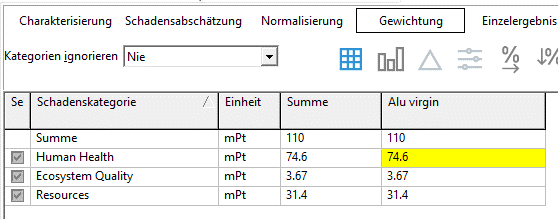 Charakterisierung Schadensabschätzung Normalisierung Gewichtung Einzelergebnis
Kategorien ignorieren Nie
Se Schadenskategorie Einheit Summe Alu virgin
Summe mPt 110 110
Human Health mPt 74.6 74.6
Ecosystem Quality mPt 3.67 3.67
Resources mPt 31.4 31.4